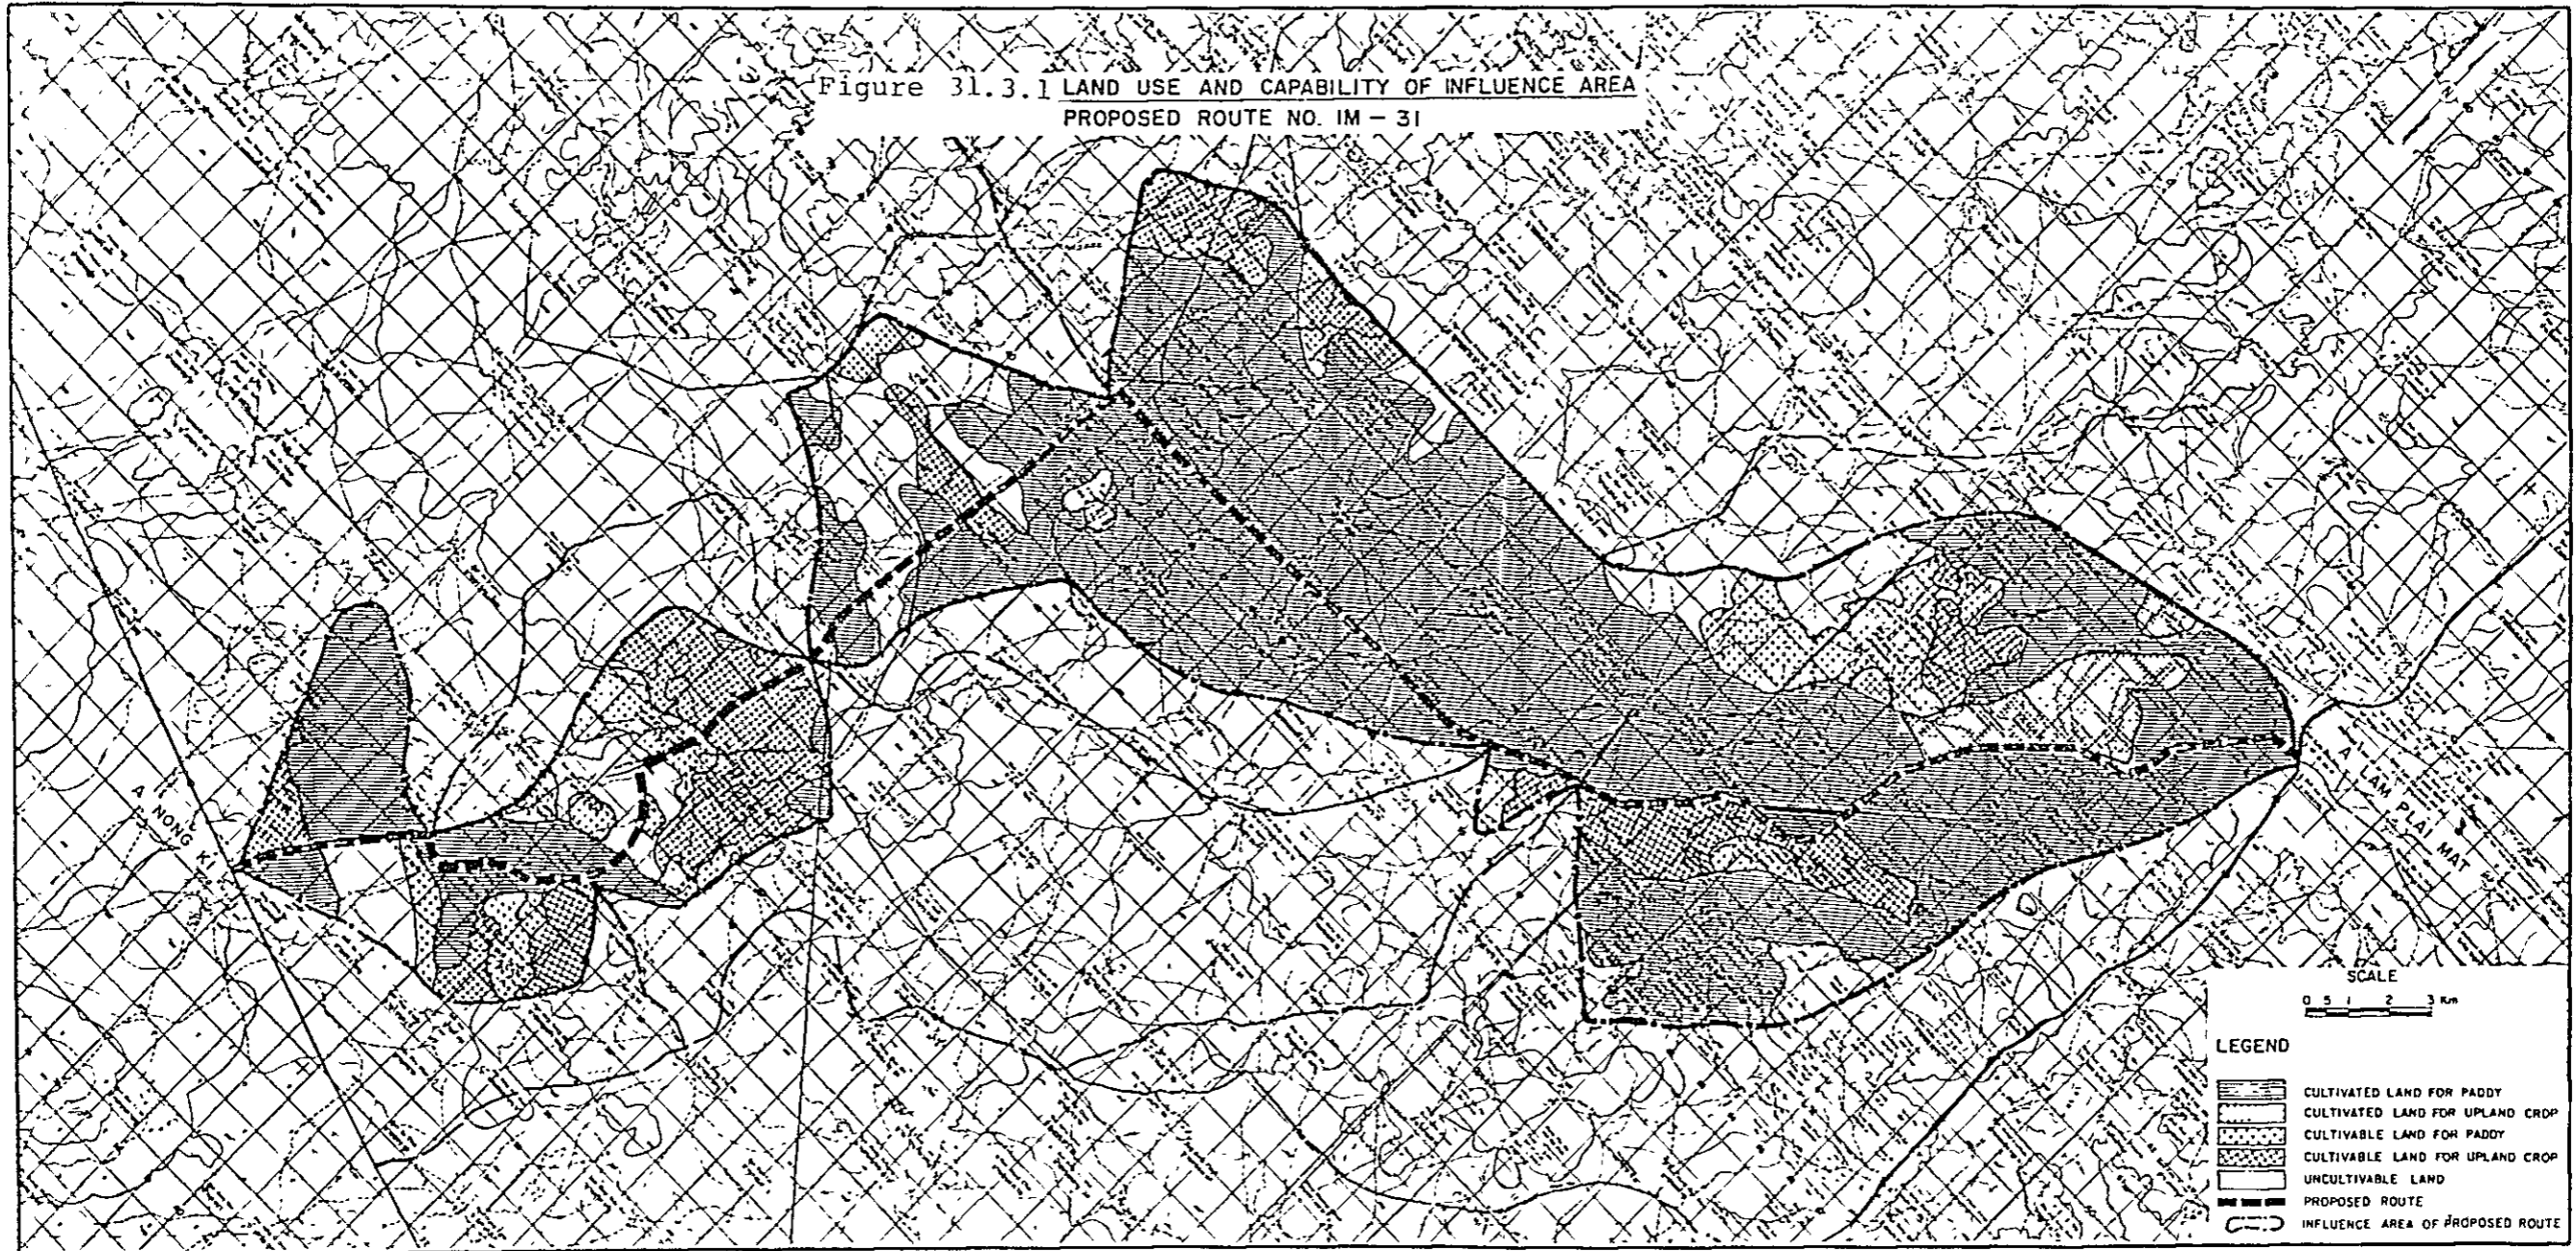 Figure 31.3.1 LAND USE AND CAPABILITY OF INFLUENCE AREA
PROPOSED ROUTE NO. IM – 31
A NONG KI
A LAM PLAI MAT
SCALE
0 .5 1 2 3 Km
LEGEND
CULTIVATED LAND FOR PADDY
CULTIVATED LAND FOR UPLAND CROP
CULTIVABLE LAND FOR PADDY
CULTIVABLE LAND FOR UPLAND CROP
UNCULTIVABLE LAND
PROPOSED ROUTE
INFLUENCE AREA OF PROPOSED ROUTE